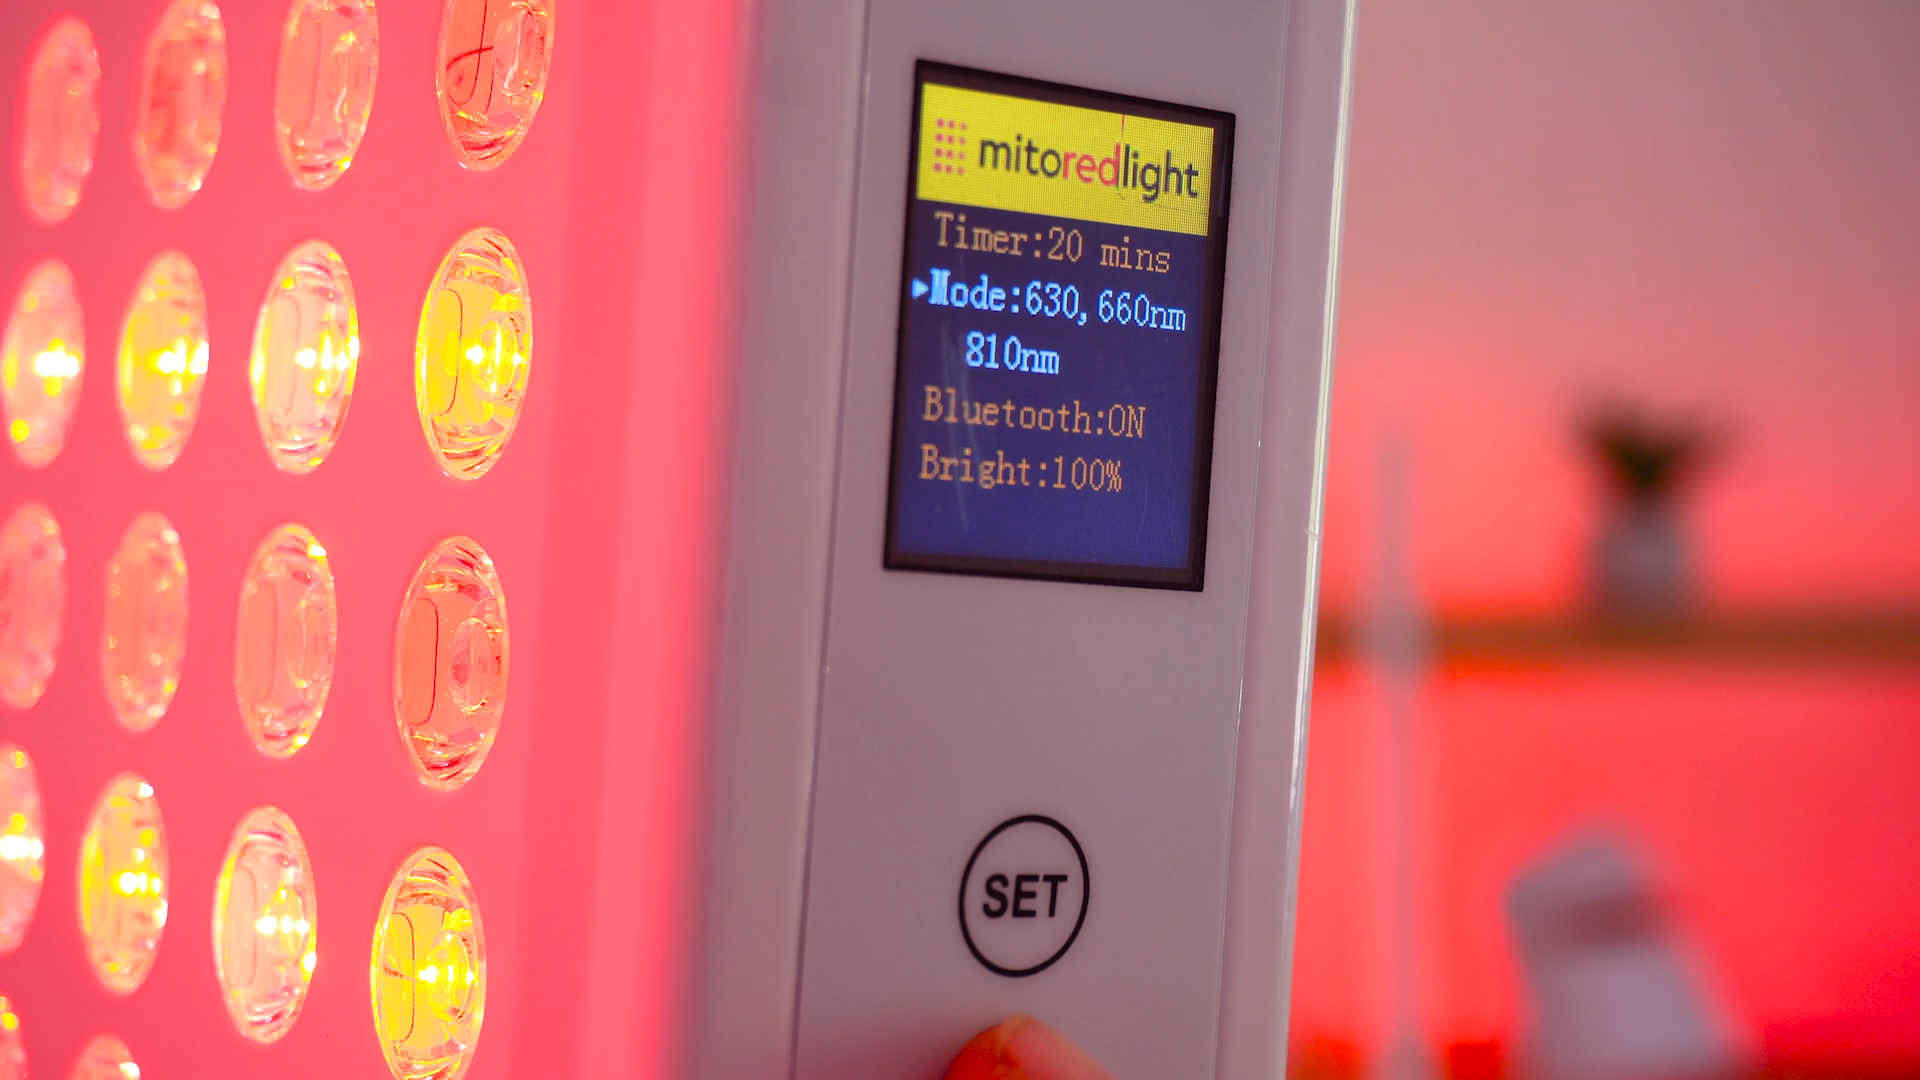 mitoredlight
Timer:20 mins
▸Mode:630,660nm
810nm
Bluetooth:ON
Bright:100%
SET